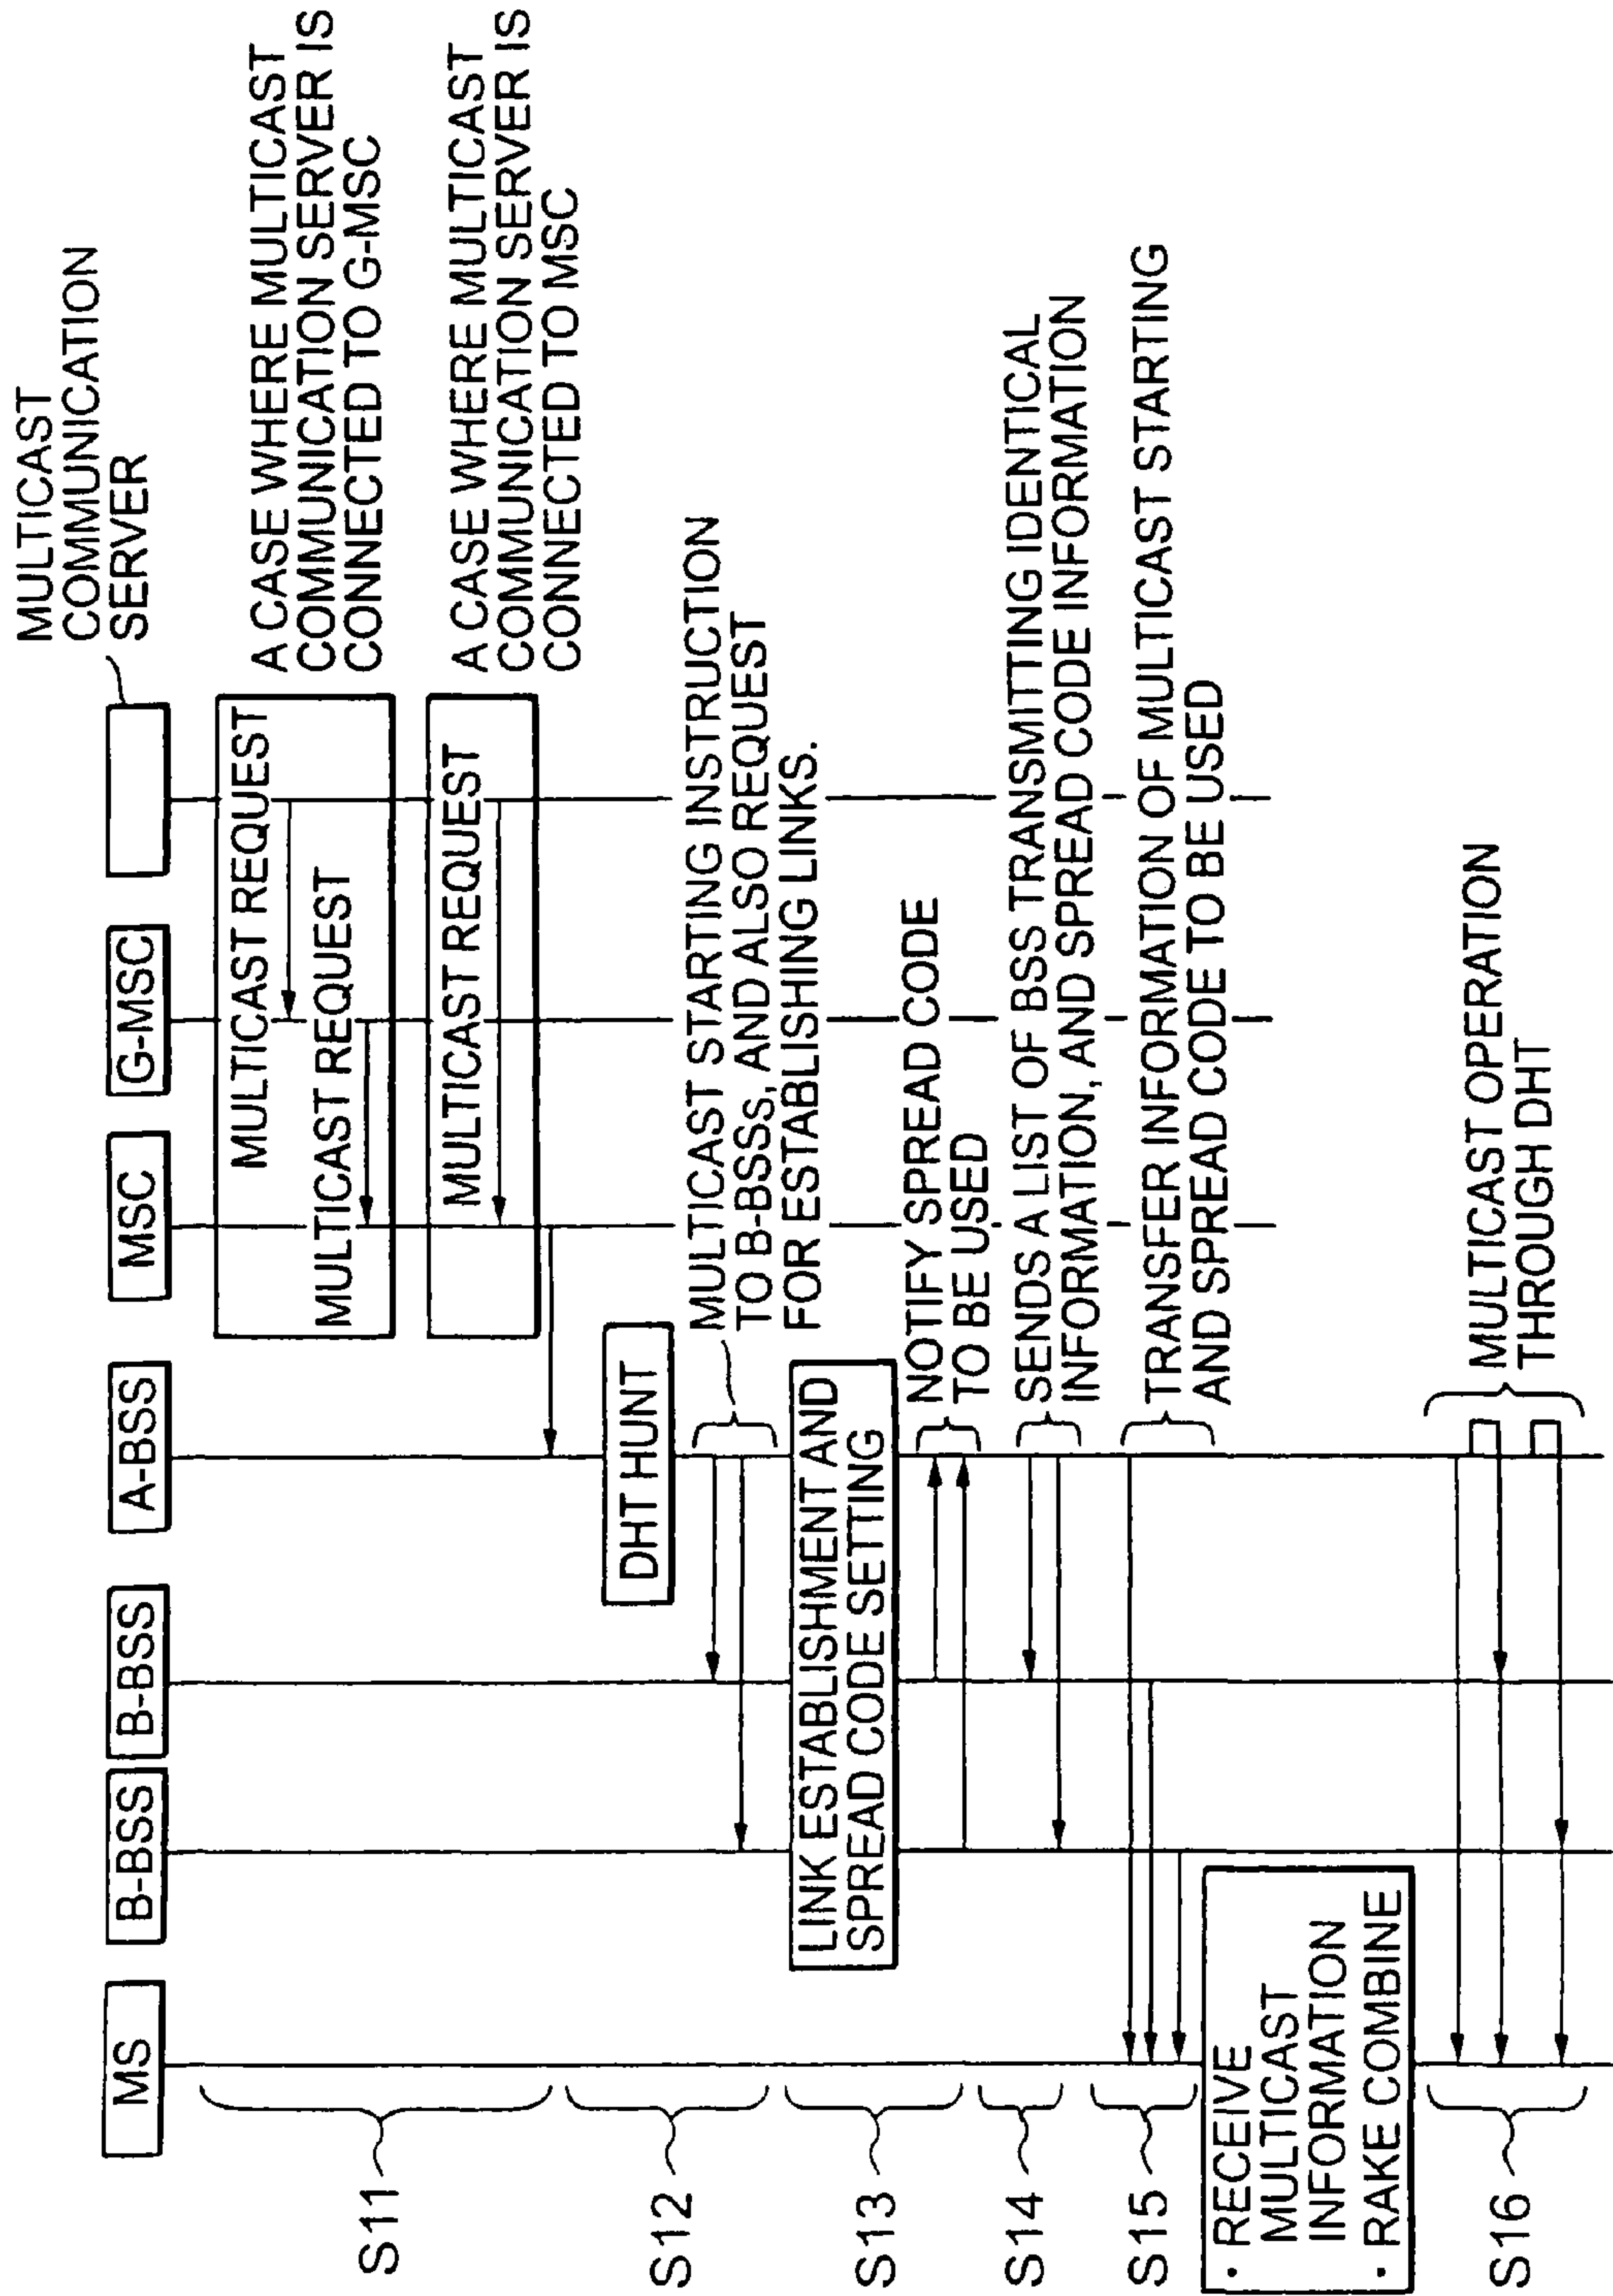 MULTICAST
COMMUNICATION
SERVER
MS
B-BSS
B-BSS
A-BSS
MSC
G-MSC
S11
MULTICAST REQUEST
MULTICAST REQUEST
A CASE WHERE MULTICAST
COMMUNICATION SERVER IS
CONNECTED TO G-MSC
MULTICAST REQUEST
A CASE WHERE MULTICAST
COMMUNICATION SERVER IS
CONNECTED TO MSC
S12
DHT HUNT
MULTICAST STARTING INSTRUCTION
TO B-BSSS, AND ALSO REQUEST
FOR ESTABLISHING LINKS.
S13
LINK ESTABLISHMENT AND
SPREAD CODE SETTING
NOTIFY SPREAD CODE
TO BE USED
S14
SENDS A LIST OF BSS TRANSMITTING IDENTICAL
INFORMATION, AND SPREAD CODE INFORMATION
S15
TRANSFER INFORMATION OF MULTICAST STARTING
AND SPREAD CODE TO BE USED
· RECEIVE
MULTICAST
INFORMATION
· RAKE COMBINE
S16
MULTICAST OPERATION
THROUGH DHT